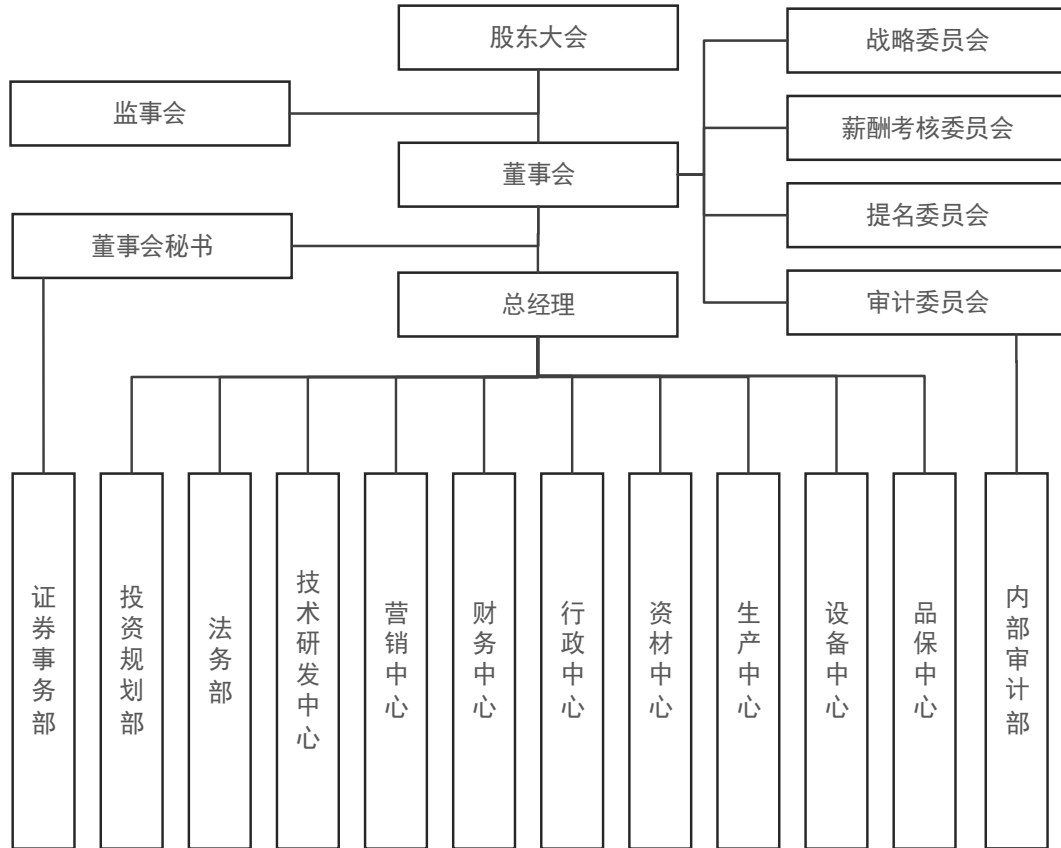 股东大会
战略委员会
监事会
薪酬考核委员会
董事会
提名委员会
董事会秘书
审计委员会
总经理
证券事务部
投资规划部
法务部
技术研发中心
营销中心
财务中心
行政中心
资材中心
生产中心
设备中心
品保中心
内部审计部